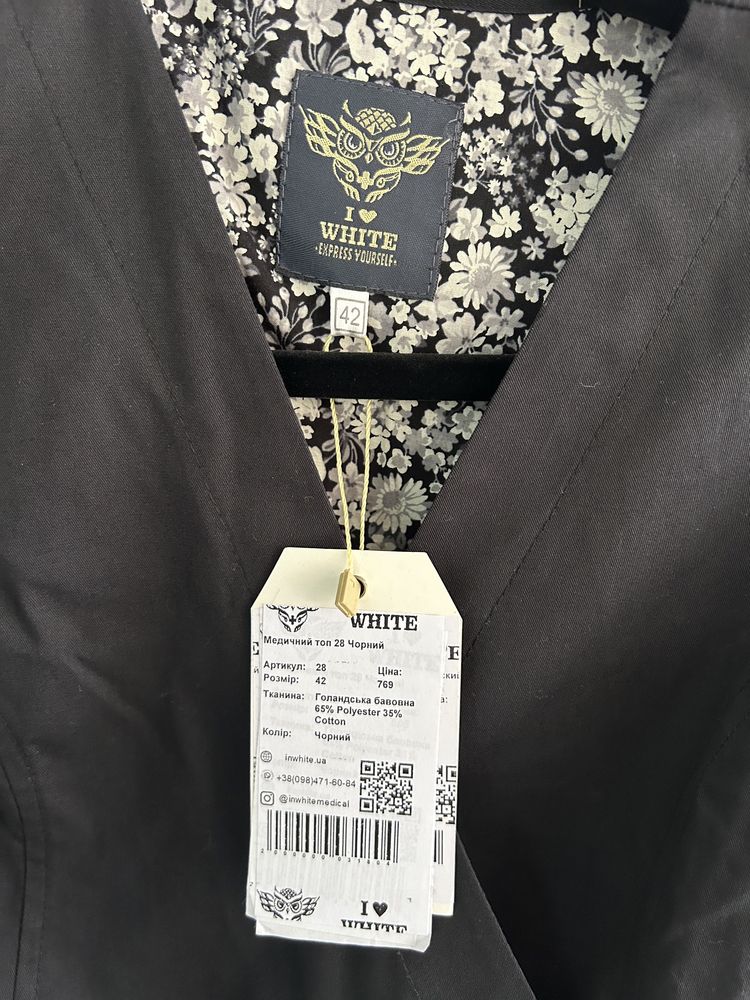 I ♥
WHITE
·EXPRESS YOURSELF·
42
WHITE
Медичний топ 28 Чорний
Артикул: 28 Ціна:
Розмір: 42 769
Тканина: Голандська бавовна
65% Polyester 35%
Cotton
Колір: Чорний
inwhite.ua
+38(098)471-60-84
@inwhitemedical
2000000031804
I ♥
WHITE